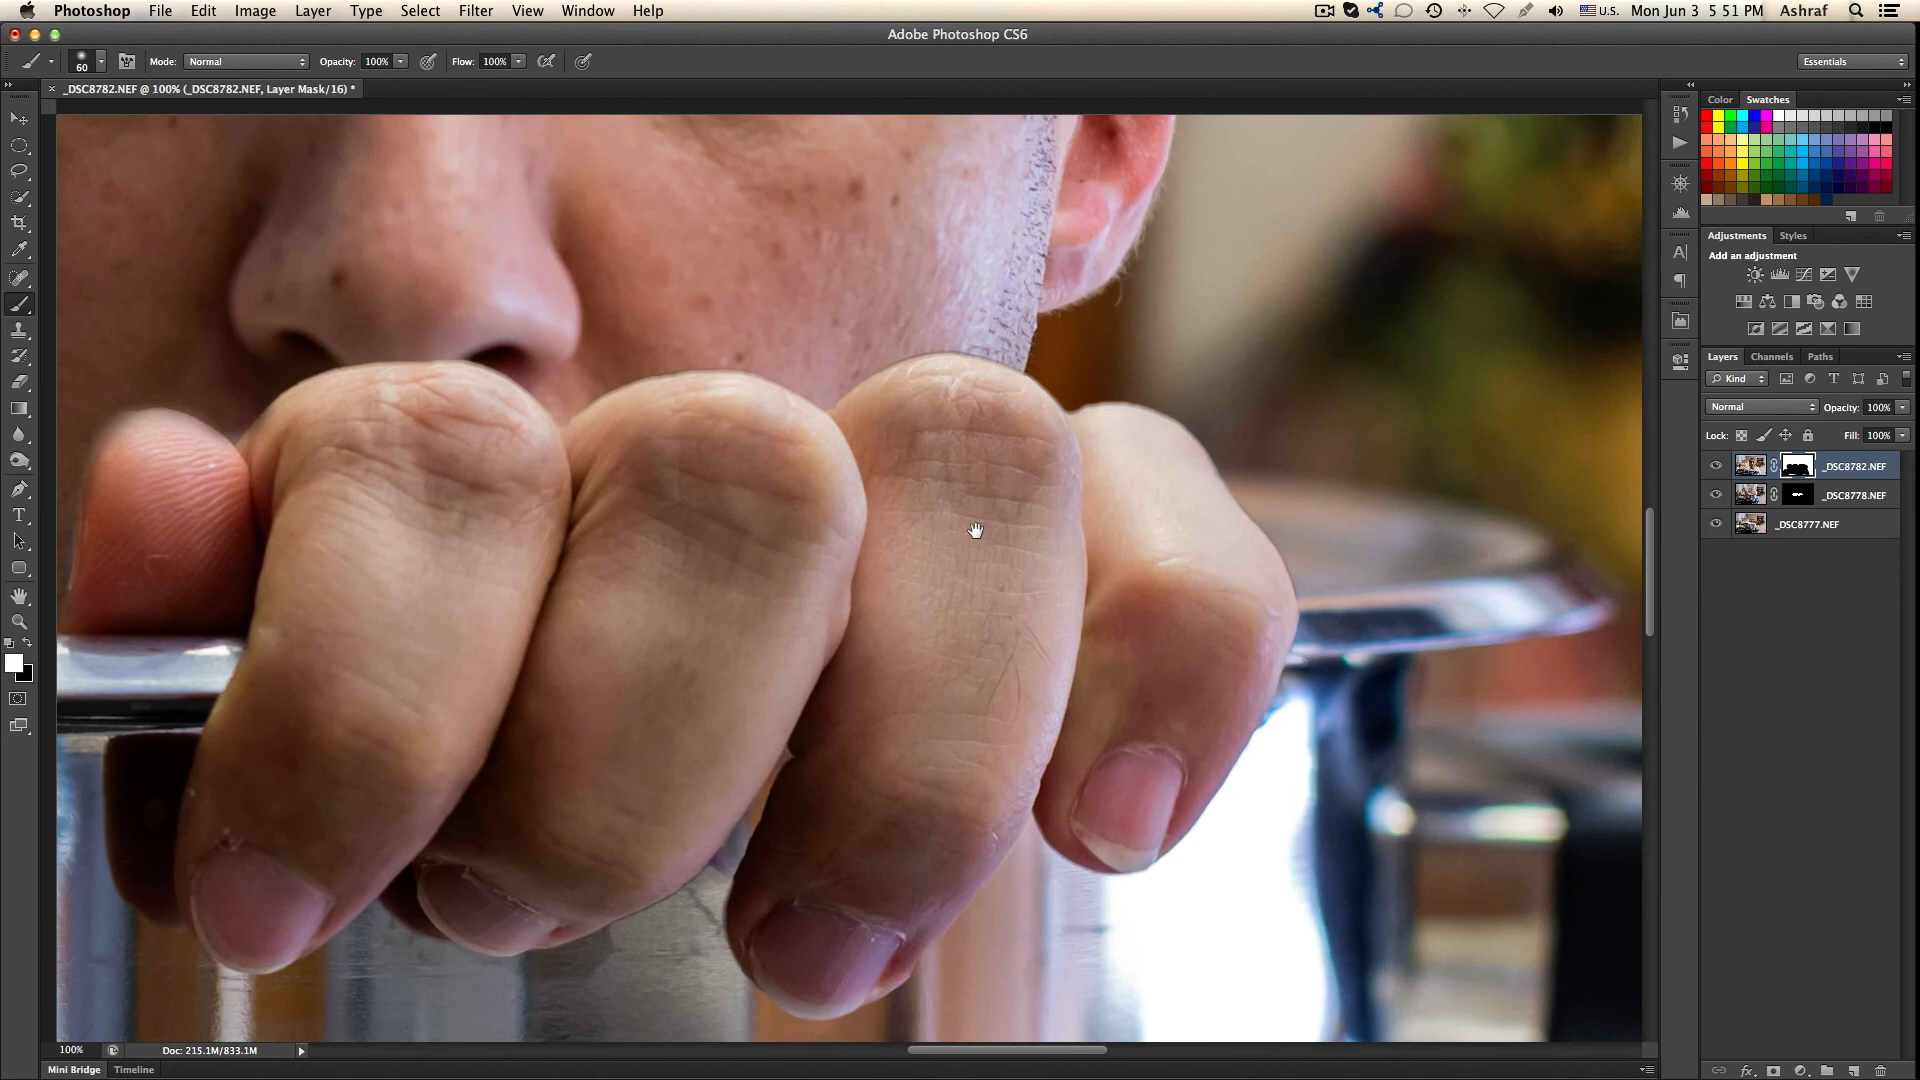 Photoshop File Edit Image Layer Type Select Filter View Window Help U.S. Mon Jun 3 5 51 PM Ashraf
Adobe Photoshop CS6
60 Mode: Normal Opacity: 100% Flow: 100% Essentials
× _DSC8782.NEF @ 100% (_DSC8782.NEF, Layer Mask/16) *
Color Swatches
Adjustments Styles
Add an adjustment
Layers Channels Paths
Kind T
Normal Opacity: 100%
Lock: Fill: 100%
_DSC8782.NEF
_DSC8778.NEF
_DSC8777.NEF
100% Doc: 215.1M/833.1M
Mini Bridge Timeline